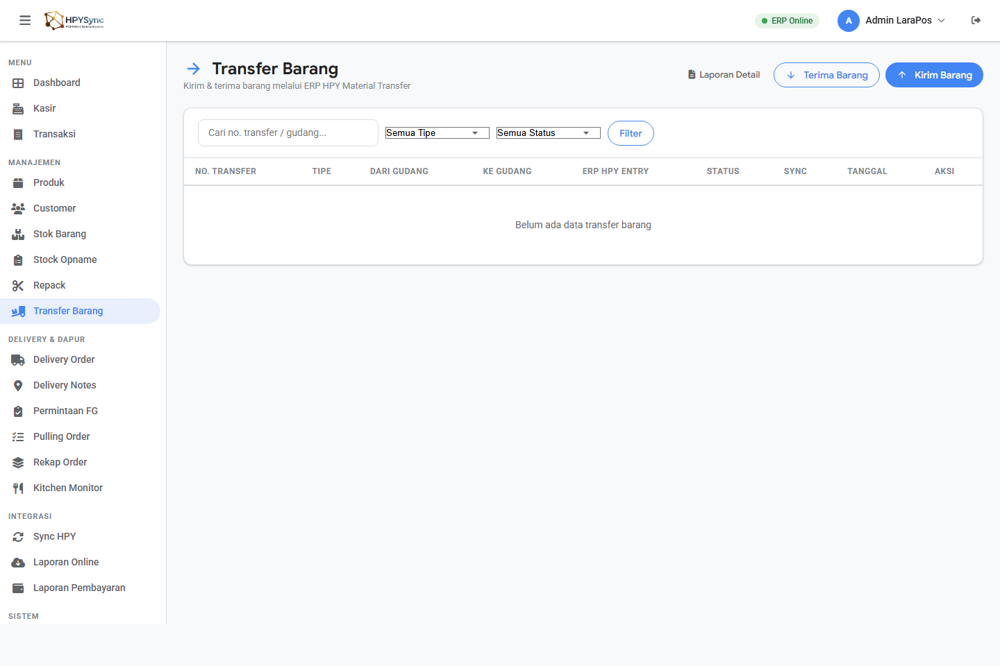 HPYSync
ERP Online
A
Admin LaraPos
MENU
Dashboard
Kasir
Transaksi
MANAJEMEN
Produk
Customer
Stok Barang
Stock Opname
Repack
Transfer Barang
DELIVERY & DAPUR
Delivery Order
Delivery Notes
Permintaan FG
Pulling Order
Rekap Order
Kitchen Monitor
INTEGRASI
Sync HPY
Laporan Online
Laporan Pembayaran
SISTEM
Transfer Barang
Kirim & terima barang melalui ERP HPY Material Transfer
Laporan Detail
Terima Barang
Kirim Barang
Cari no. transfer / gudang...
Semua Tipe
Semua Status
Filter
NO. TRANSFER TIPE DARI GUDANG KE GUDANG ERP HPY ENTRY STATUS SYNC TANGGAL AKSI
Belum ada data transfer barang